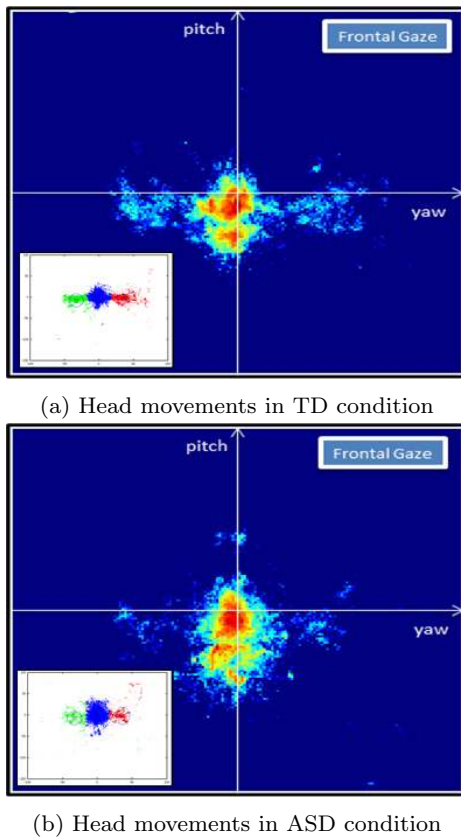 pitch
Frontal Gaze
yaw
(a) Head movements in TD condition
pitch
Frontal Gaze
yaw
(b) Head movements in ASD condition